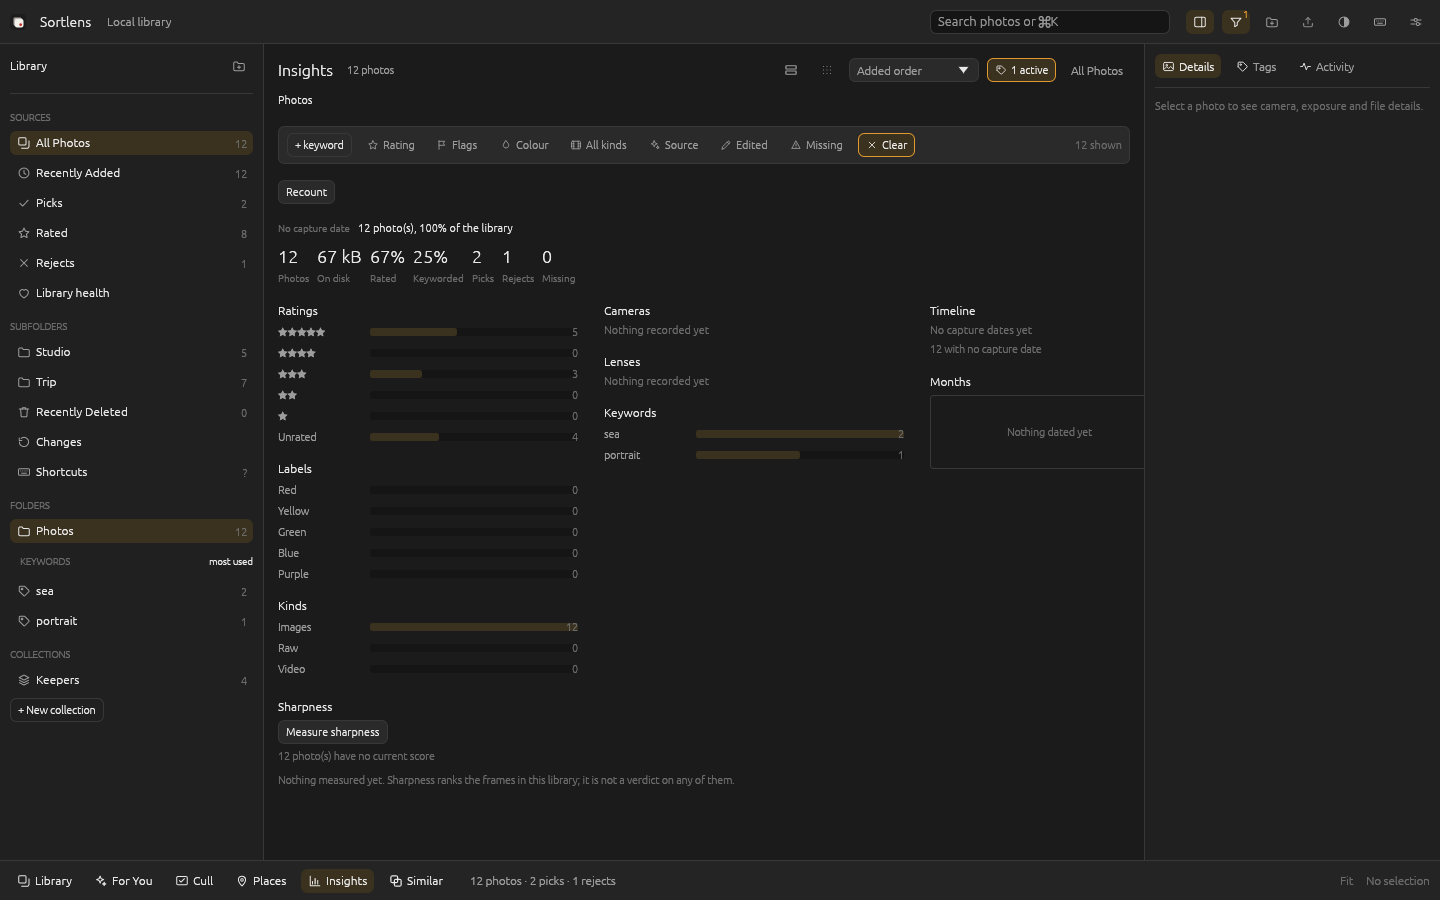 Sortlens Local library Search photos or ⌘K
Library
SOURCES
All Photos 12
Recently Added 12
Picks 2
Rated 8
Rejects 1
Library health
SUBFOLDERS
Studio 5
Trip 7
Recently Deleted 0
Changes
Shortcuts ?
FOLDERS
Photos 12
KEYWORDS most used
sea 2
portrait 1
COLLECTIONS
Keepers 4
+ New collection
Insights 12 photos Added order 1 active All Photos
Photos
+ keyword Rating Flags Colour All kinds Source Edited Missing Clear 12 shown
Recount
No capture date 12 photo(s), 100% of the library
12 67 kB 67% 25% 2 1 0
Photos On disk Rated Keyworded Picks Rejects Missing
Ratings
★★★★★ 5
★★★★ 0
★★★ 3
★★ 0
★ 0
Unrated 4
Labels
Red 0
Yellow 0
Green 0
Blue 0
Purple 0
Kinds
Images 12
Raw 0
Video 0
Sharpness
Measure sharpness
12 photo(s) have no current score
Nothing measured yet. Sharpness ranks the frames in this library; it is not a verdict on any of them.
Cameras
Nothing recorded yet
Lenses
Nothing recorded yet
Keywords
sea 2
portrait 1
Timeline
No capture dates yet
12 with no capture date
Months
Nothing dated yet
1
Details Tags Activity
Select a photo to see camera, exposure and file details.
Library For You Cull Places Insights Similar 12 photos · 2 picks · 1 rejects Fit No selection